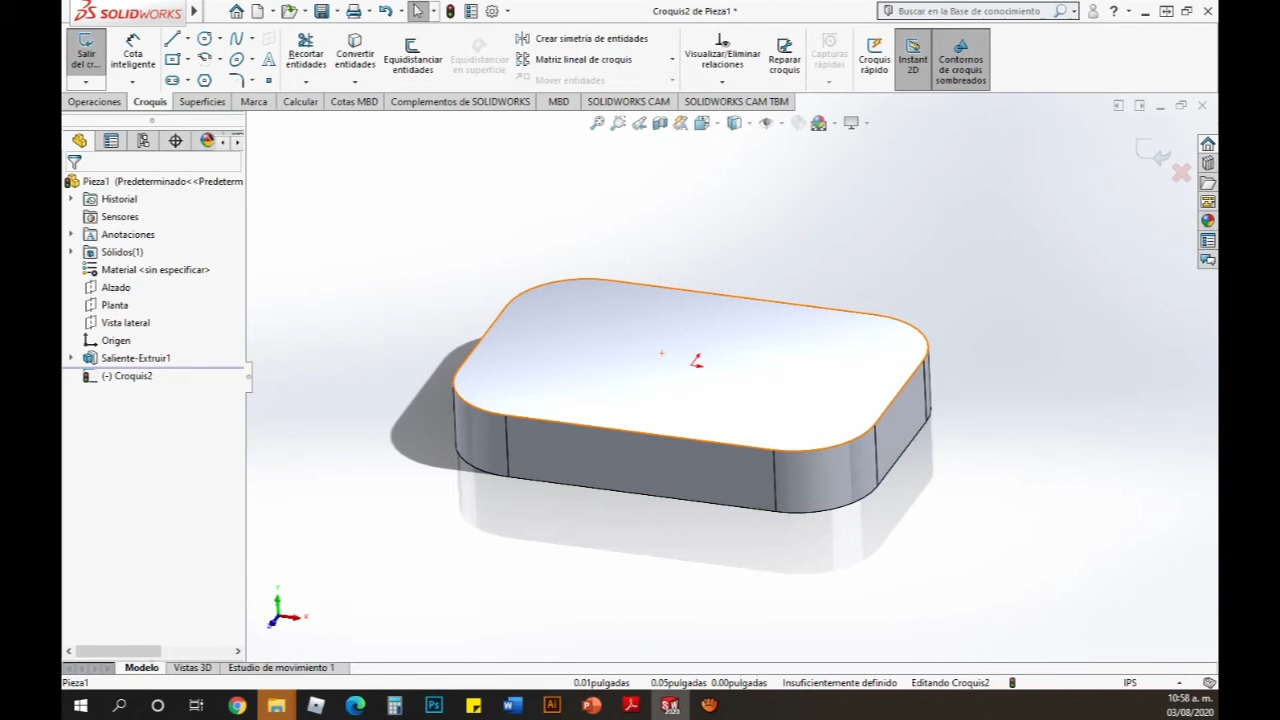 SOLIDWORKS
Croquis2 de Pieza1 *
Buscar en la Base de conocimiento
Salir del cr...
Cota inteligente
Recortar entidades
Convertir entidades
Equidistanciar entidades
Equidistanciar en superficie
Crear simetría de entidades
Matriz lineal de croquis
Mover entidades
Visualizar/Eliminar relaciones
Reparar croquis
Capturas rápidas
Croquis rápido
Instant 2D
Contornos de croquis sombreados
Operaciones
Croquis
Superficies
Marca
Calcular
Cotas MBD
Complementos de SOLIDWORKS
MBD
SOLIDWORKS CAM
SOLIDWORKS CAM TBM
Pieza1 (Predeterminado<<Predeterm
Historial
Sensores
Anotaciones
Sólidos(1)
Material <sin especificar>
Alzado
Planta
Vista lateral
Origen
Saliente-Extruir1
(-) Croquis2
Y
X
Modelo
Vistas 3D
Estudio de movimiento 1
Pieza1
0.01pulgadas
0.05pulgadas
0.00pulgadas
Insuficientemente definido
Editando Croquis2
IPS
10:58 a. m.
03/08/2020